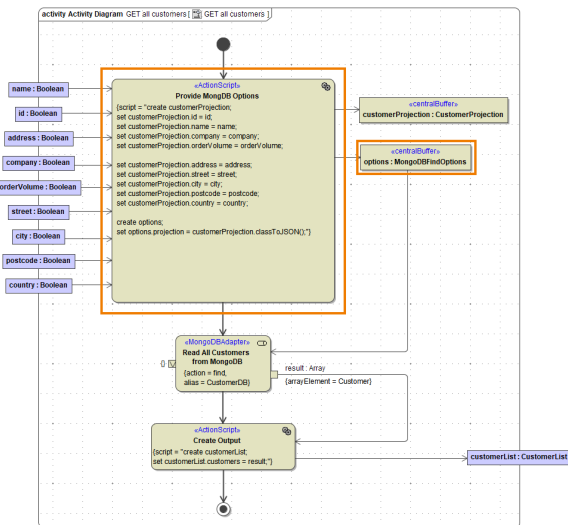 activity Activity Diagram GET all customers [ GET all customers ]
name : Boolean
id : Boolean
address : Boolean
company : Boolean
orderVolume : Boolean
street : Boolean
city : Boolean
postcode : Boolean
country : Boolean
«ActionScript»
Provide MongDB Options
{script = "create customerProjection;
set customerProjection.id = id;
set customerProjection.name = name;
set customerProjection.company = company;
set customerProjection.orderVolume = orderVolume;
set customerProjection.address = address;
set customerProjection.street = street;
set customerProjection.city = city;
set customerProjection.postcode = postcode;
set customerProjection.country = country;
create options;
set options.projection = customerProjection.classToJSON();"}
«centralBuffer»
customerProjection : CustomerProjection
«centralBuffer»
options : MongoDBFindOptions
«MongoDBAdapter»
Read All Customers
from MongoDB
{action = find,
alias = CustomerDB}
{}
result : Array
{arrayElement = Customer}
«ActionScript»
Create Output
{script = "create customerList;
set customerList.customers = result;"}
customerList : CustomerList